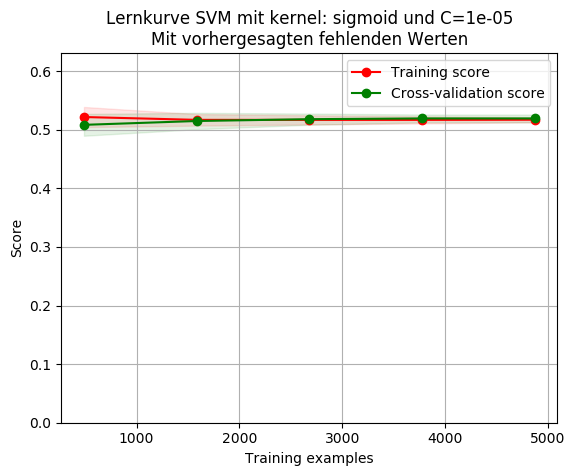 Lernkurve SVM mit kernel: sigmoid und C=1e-05
Mit vorhergesagten fehlenden Werten
Training score
Cross-validation score
Score
0.6
0.5
0.4
0.3
0.2
0.1
0.0
1000 2000 3000 4000 5000
Training examples